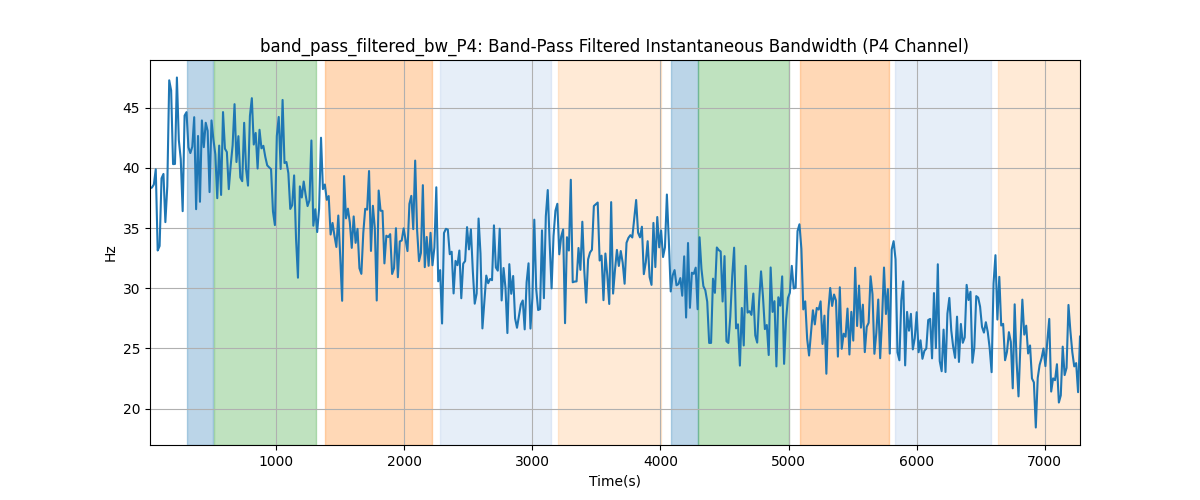 band_pass_filtered_bw_P4: Band-Pass Filtered Instantaneous Bandwidth (P4 Channel)
45
40
35
30
25
20
Hz
1000 2000 3000 4000 5000 6000 7000
Time(s)